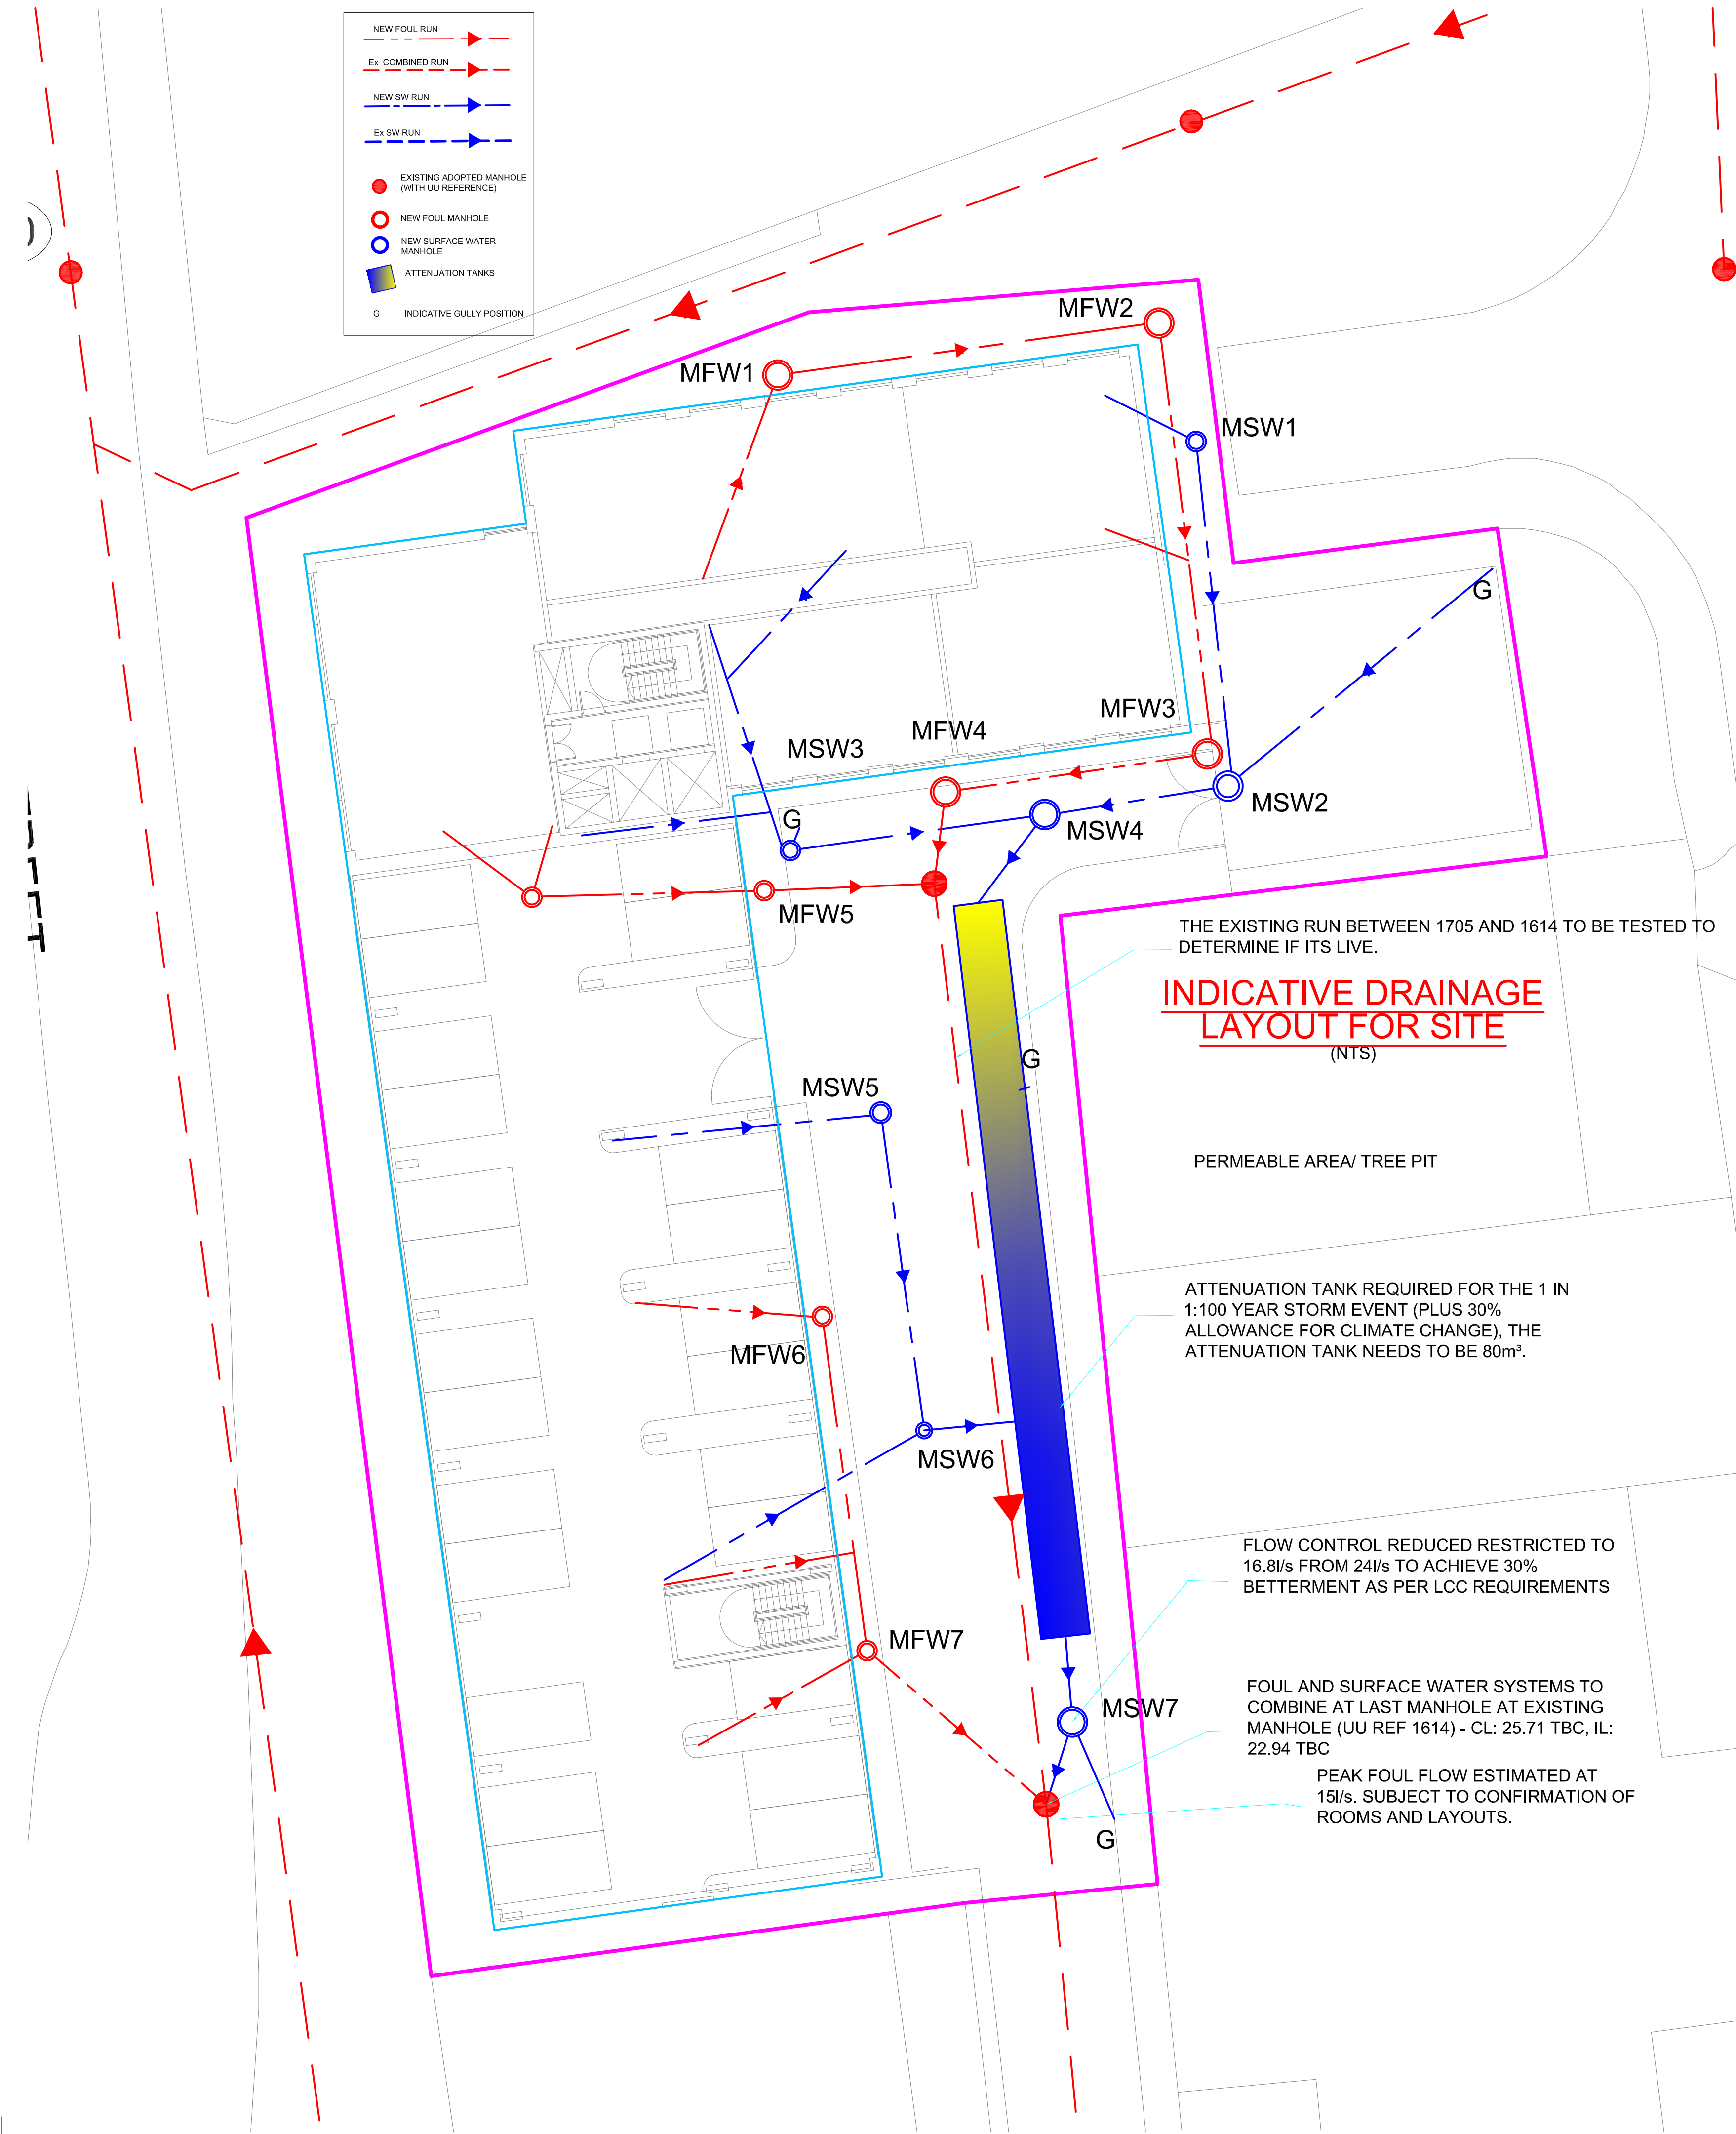 NEW FOUL RUN
Ex COMBINED RUN
NEW SW RUN
Ex SW RUN
EXISTING ADOPTED MANHOLE
(WITH UU REFERENCE)
NEW FOUL MANHOLE
NEW SURFACE WATER
MANHOLE
ATTENUATION TANKS
G INDICATIVE GULLY POSITION
MFW2
MFW1
MSW1
G
MFW3
MFW4
MSW3
MSW2
G
MSW4
MFW5
THE EXISTING RUN BETWEEN 1705 AND 1614 TO BE TESTED TO
DETERMINE IF ITS LIVE.
INDICATIVE DRAINAGE
LAYOUT FOR SITE
(NTS)
G
MSW5
PERMEABLE AREA/ TREE PIT
ATTENUATION TANK REQUIRED FOR THE 1 IN
1:100 YEAR STORM EVENT (PLUS 30%
ALLOWANCE FOR CLIMATE CHANGE), THE
ATTENUATION TANK NEEDS TO BE 80m³.
MFW6
MSW6
FLOW CONTROL REDUCED RESTRICTED TO
16.8l/s FROM 24l/s TO ACHIEVE 30%
BETTERMENT AS PER LCC REQUIREMENTS
MFW7
FOUL AND SURFACE WATER SYSTEMS TO
COMBINE AT LAST MANHOLE AT EXISTING
MANHOLE (UU REF 1614) - CL: 25.71 TBC, IL:
22.94 TBC
MSW7
PEAK FOUL FLOW ESTIMATED AT
15l/s. SUBJECT TO CONFIRMATION OF
ROOMS AND LAYOUTS.
G